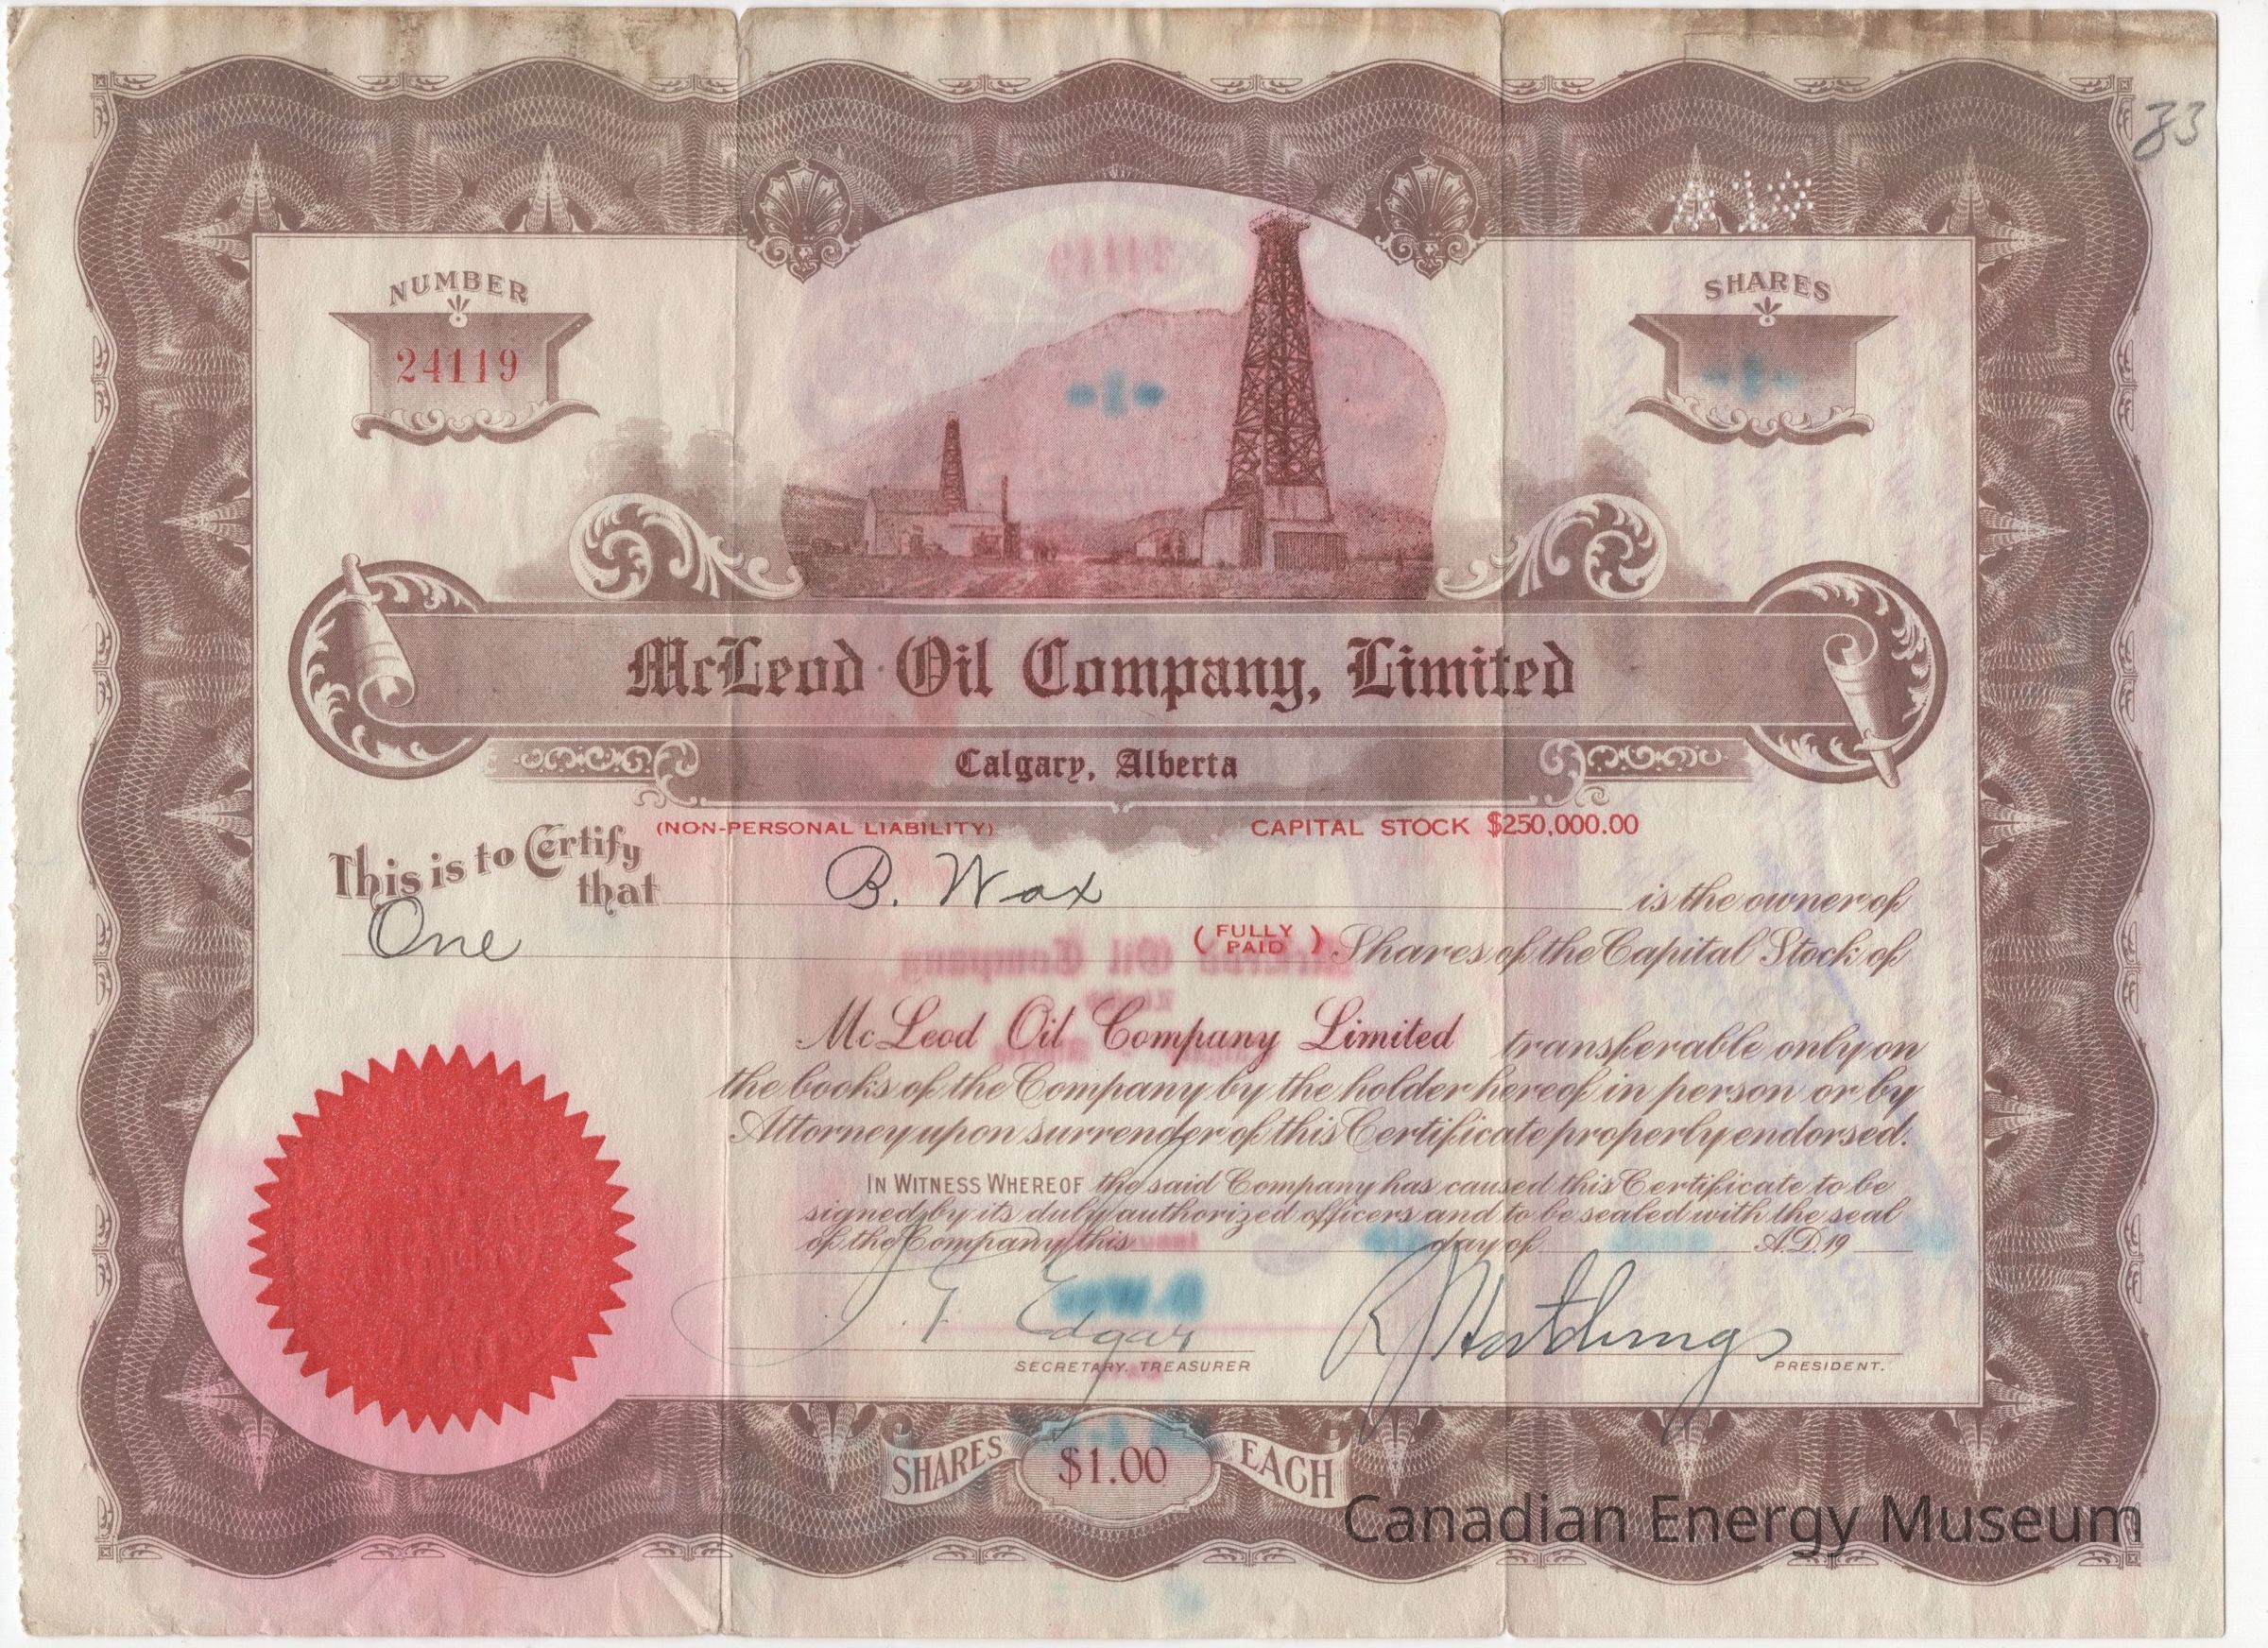 33
NUMBER
24119
SHARES
-1-
McLeod Oil Company, Limited
Calgary, Alberta
(NON-PERSONAL LIABILITY) CAPITAL STOCK $250,000.00
This is to Certify that B. Wax is the owner of
One (FULLY PAID) Shares of the Capital Stock of
McLeod Oil Company Limited transferable only on
the books of the Company by the holder hereof in person or by
Attorney upon surrender of this Certificate properly endorsed.
IN WITNESS WHEREOF the said Company has caused this Certificate to be
signed by its duly authorized officers and to be sealed with the seal
of the Company this day of A.D. 19
Edgar
SECRETARY. TREASURER
PRESIDENT.
SHARES $1.00 EACH
Canadian Energy Museum